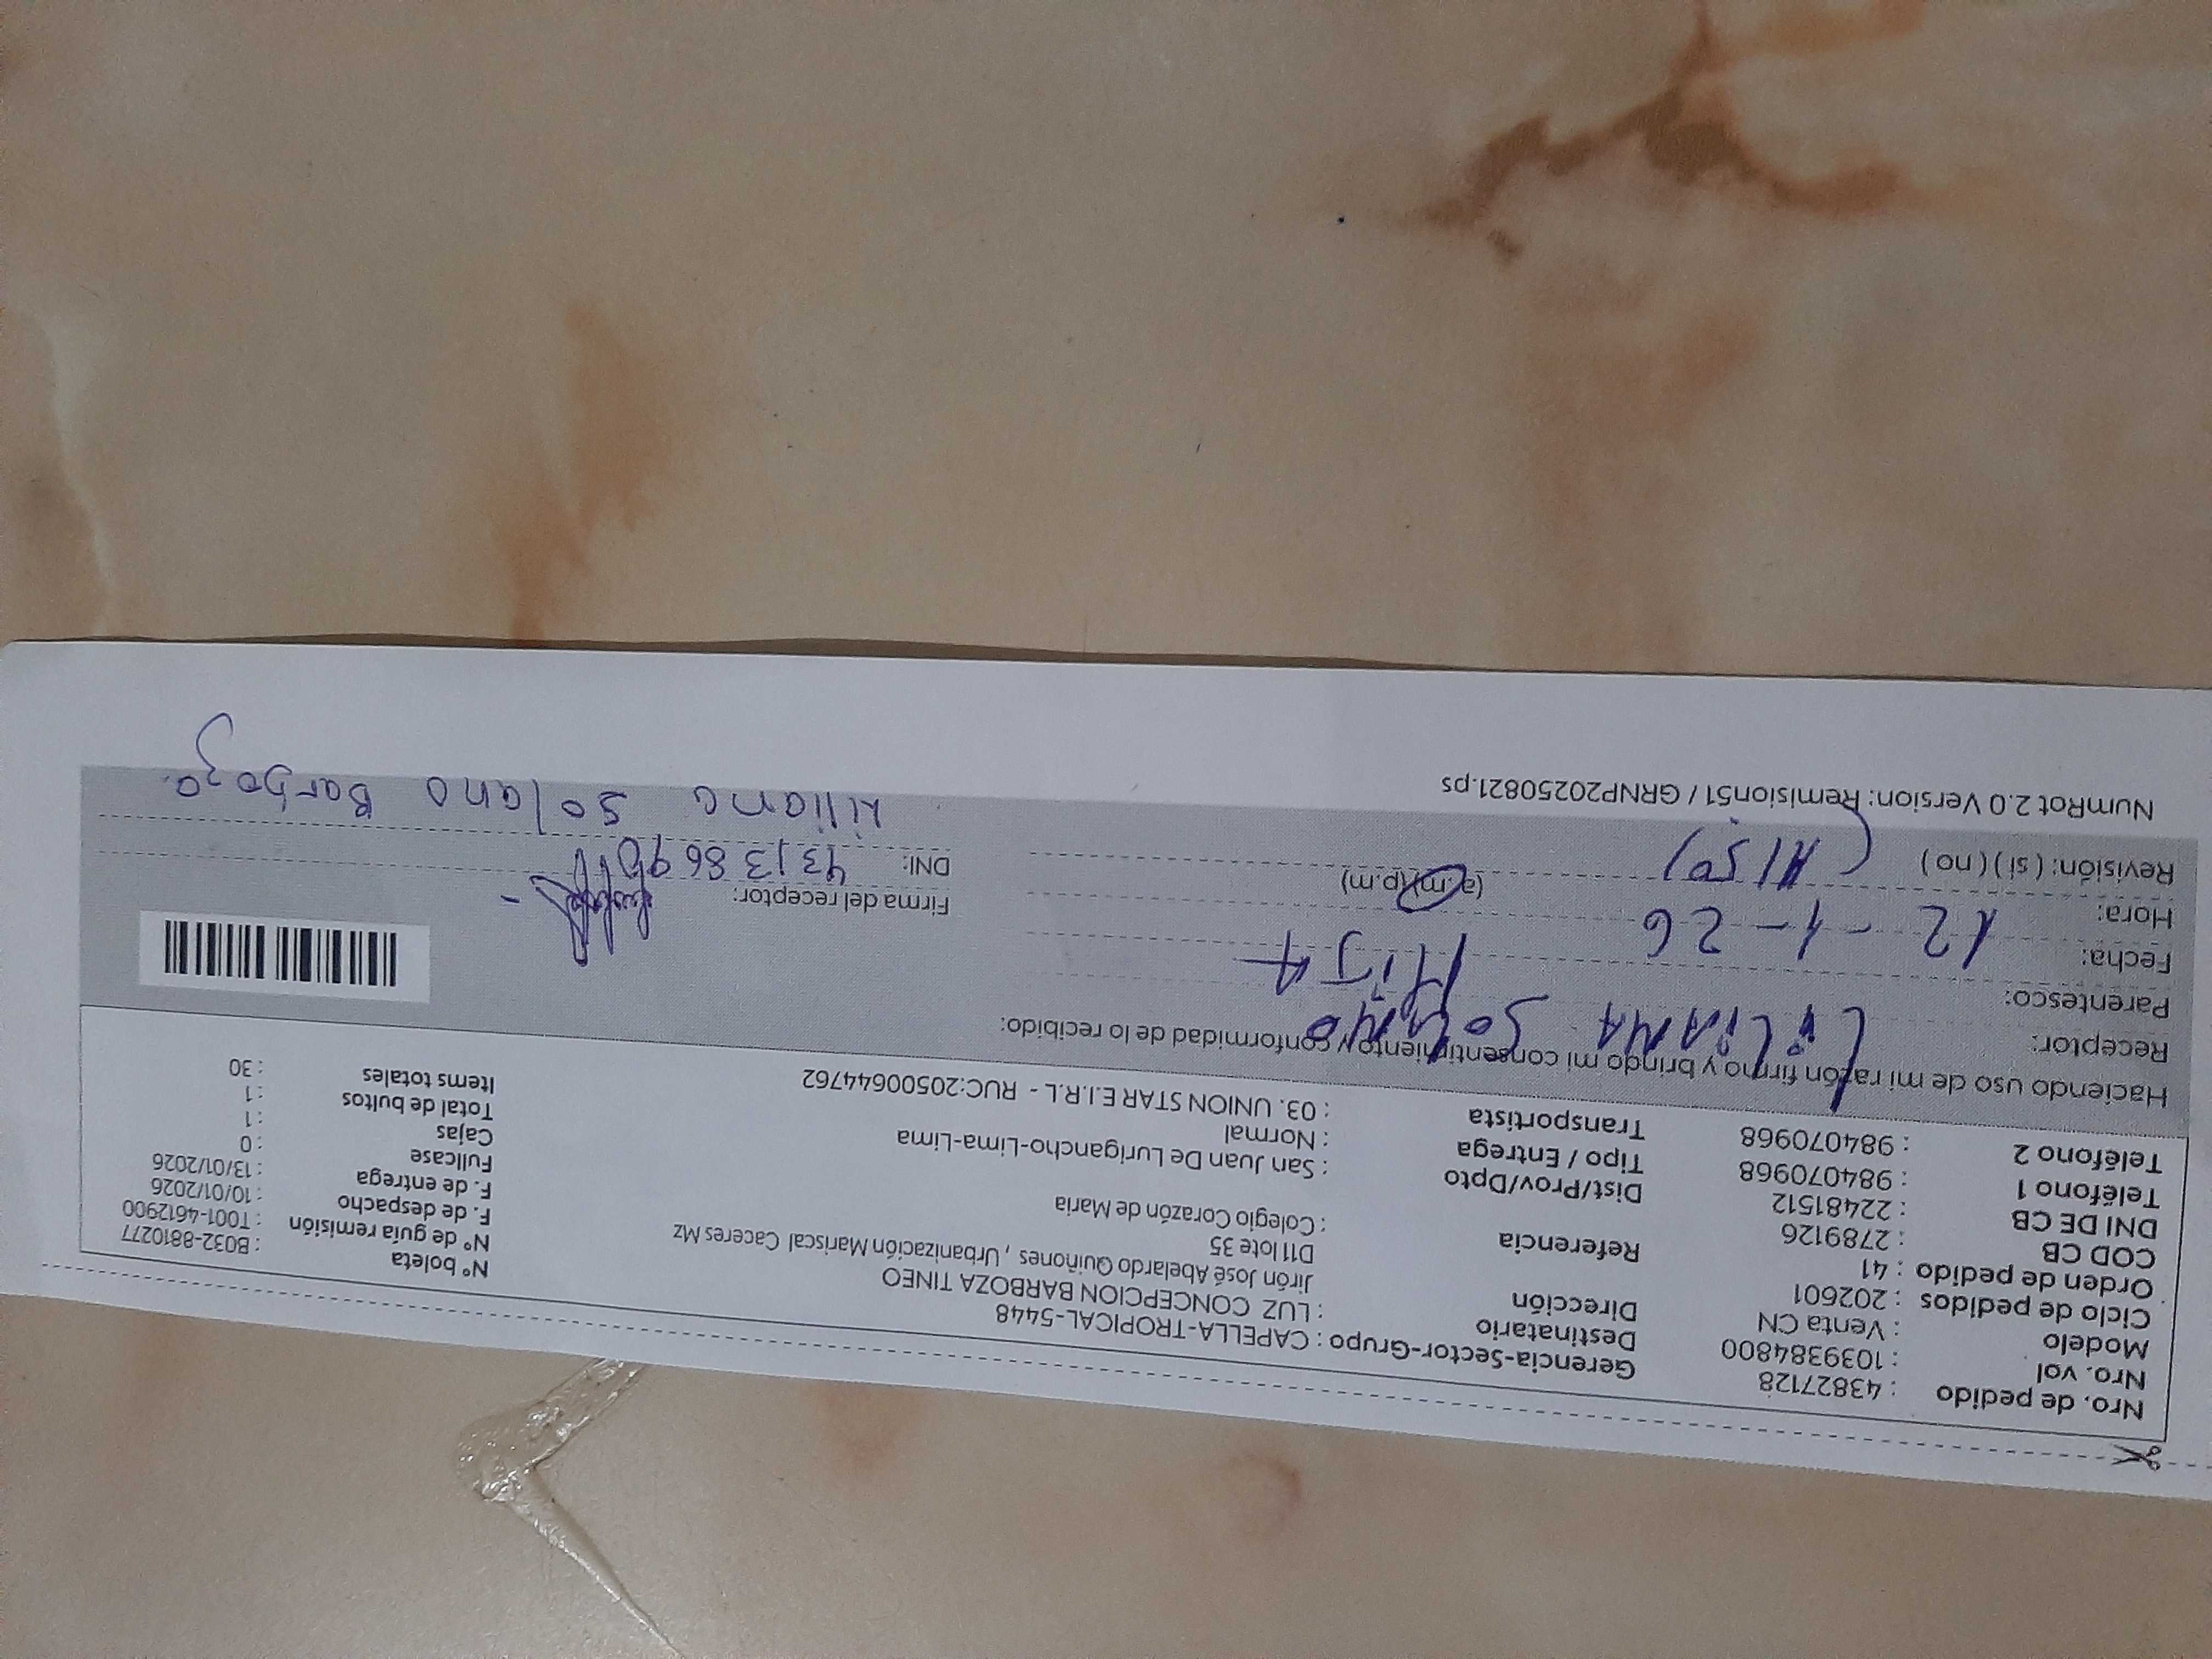 Nro. de pedido : 43827128
Nro. vol : 1039384800
Modelo : Venta CN
Ciclo de pedidos : 202601
Orden de pedido : 41
COD CB : 2789126
DNI DE CB : 22481512
Teléfono 1 : 984070968
Teléfono 2 : 984070968
Gerencia-Sector-Grupo : CAPELLA-TROPICAL-5448
Destinatario : LUZ CONCEPCION BARBOZA TINEO
Dirección Jirón José Abelardo Quiñones , Urbanización Mariscal Caceres Mz
D11 lote 35
Referencia : Colegio Corazón de Maria
Dist/Prov/Dpto : San Juan De Lurigancho-Lima-Lima
Tipo / Entrega : Normal
Transportista : 03. UNION STAR E.I.R.L - RUC:20500644762
N° boleta : B032-8810277
N° de guía remisión : T001-4612900
F. de despacho : 10/01/2026
F. de entrega : 13/01/2026
Fullcase : 0
Cajas : 1
Total de bultos : 1
Items totales : 30
Haciendo uso de mi razón firmo y brindo mi consentimiento y conformidad de lo recibido:
Receptor: LiLiANA SOLANO
Parentesco: HiJA
Fecha: 12-1-26
Hora: (a.m)(p.m)
Revisión: (sí) (no)
Firma del receptor:
DNI: 43138690
Liliana Solano Barboza.
NumRot 2.0 Version: Remision51 / GRNP20250821.ps